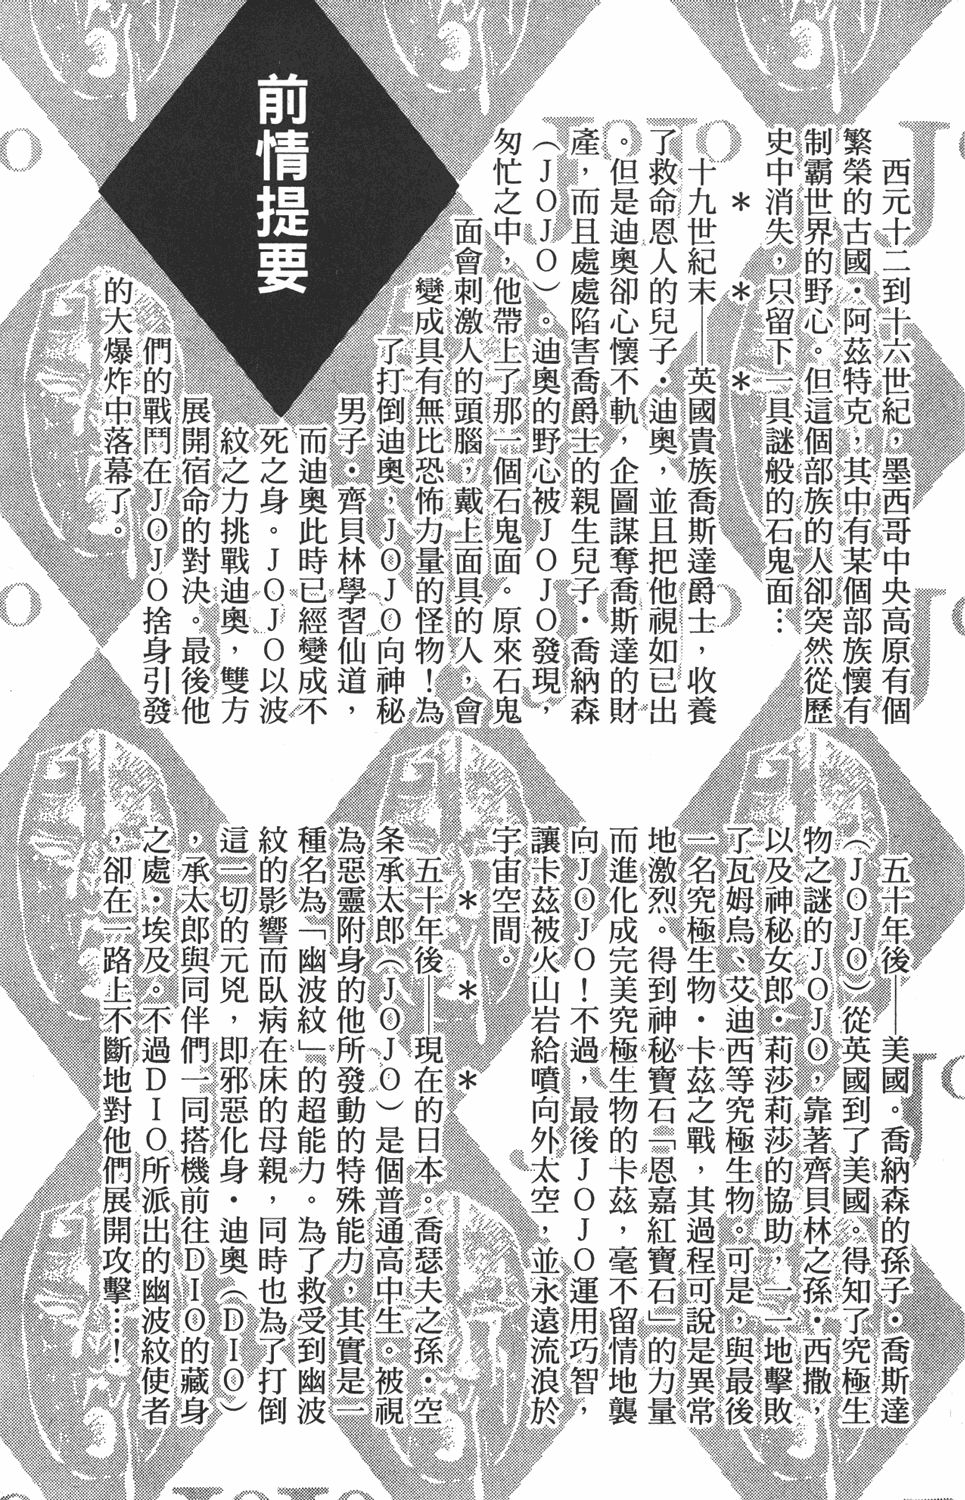 前情提要
西元十二到十六世紀，墨西哥中央高原有個
繁榮的古國・阿茲特克，其中有某個部族懷有
制霸世界的野心。但這個部族的人卻突然從歷
史中消失，只留下一具謎般的石鬼面…
＊＊＊
十九世紀末——英國貴族喬斯達爵士，收養
了救命恩人的兒子・迪奧，並且把他視如已出
。但是迪奧卻心懷不軌，企圖謀奪喬斯達的財
產，而且處處陷害喬爵士的親生兒子・喬納森
（JOJO）。迪奧的野心被JOJO發現，
匆忙之中，他帶上了那一個石鬼面。原來石鬼
面會刺激人的頭腦，戴上面具的人，會
變成具有無比恐怖力量的怪物！為
了打倒迪奧，JOJO向神秘
男子・齊貝林學習仙道，
而迪奧此時已經變成不
死之身。JOJO以波
紋之力挑戰迪奧，雙方
展開宿命的對決。最後他
們的戰鬥在JOJO捨身引發
的大爆炸中落幕了。
五十年後——美國。喬納森的孫子・喬斯達
（JOJO）從英國到了美國。得知了究極生
物之謎的JOJO，靠著齊貝林之孫・西撒，
以及神秘女郎・莉莎莉莎的協助，一一地擊敗
了瓦姆烏、艾迪西等究極生物。可是，與最後
一名究極生物・卡茲之戰，其過程可說是異常
地激烈。得到神秘寶石「恩嘉紅寶石」的力量
而進化成完美究極生物的卡茲，毫不留情地襲
向JOJO！不過，最後JOJO運用巧智，
讓卡茲被火山岩給噴向外太空，並永遠流浪於
宇宙空間。
＊＊＊
五十年後——現在的日本。喬瑟夫之孫・空
条承太郎（JOJO）是個普通高中生。被視
為惡靈附身的他所發動的特殊能力，其實是一
種名為「幽波紋」的超能力。為了救受到幽波
紋的影響而臥病在床的母親，同時也為了打倒
這一切的元兇，即邪惡化身・迪奧（DIO）
，承太郎與同伴們一同搭機前往DIO的藏身
之處・埃及。不過DIO所派出的幽波紋使者
，卻在一路上不斷地對他們展開攻擊…！